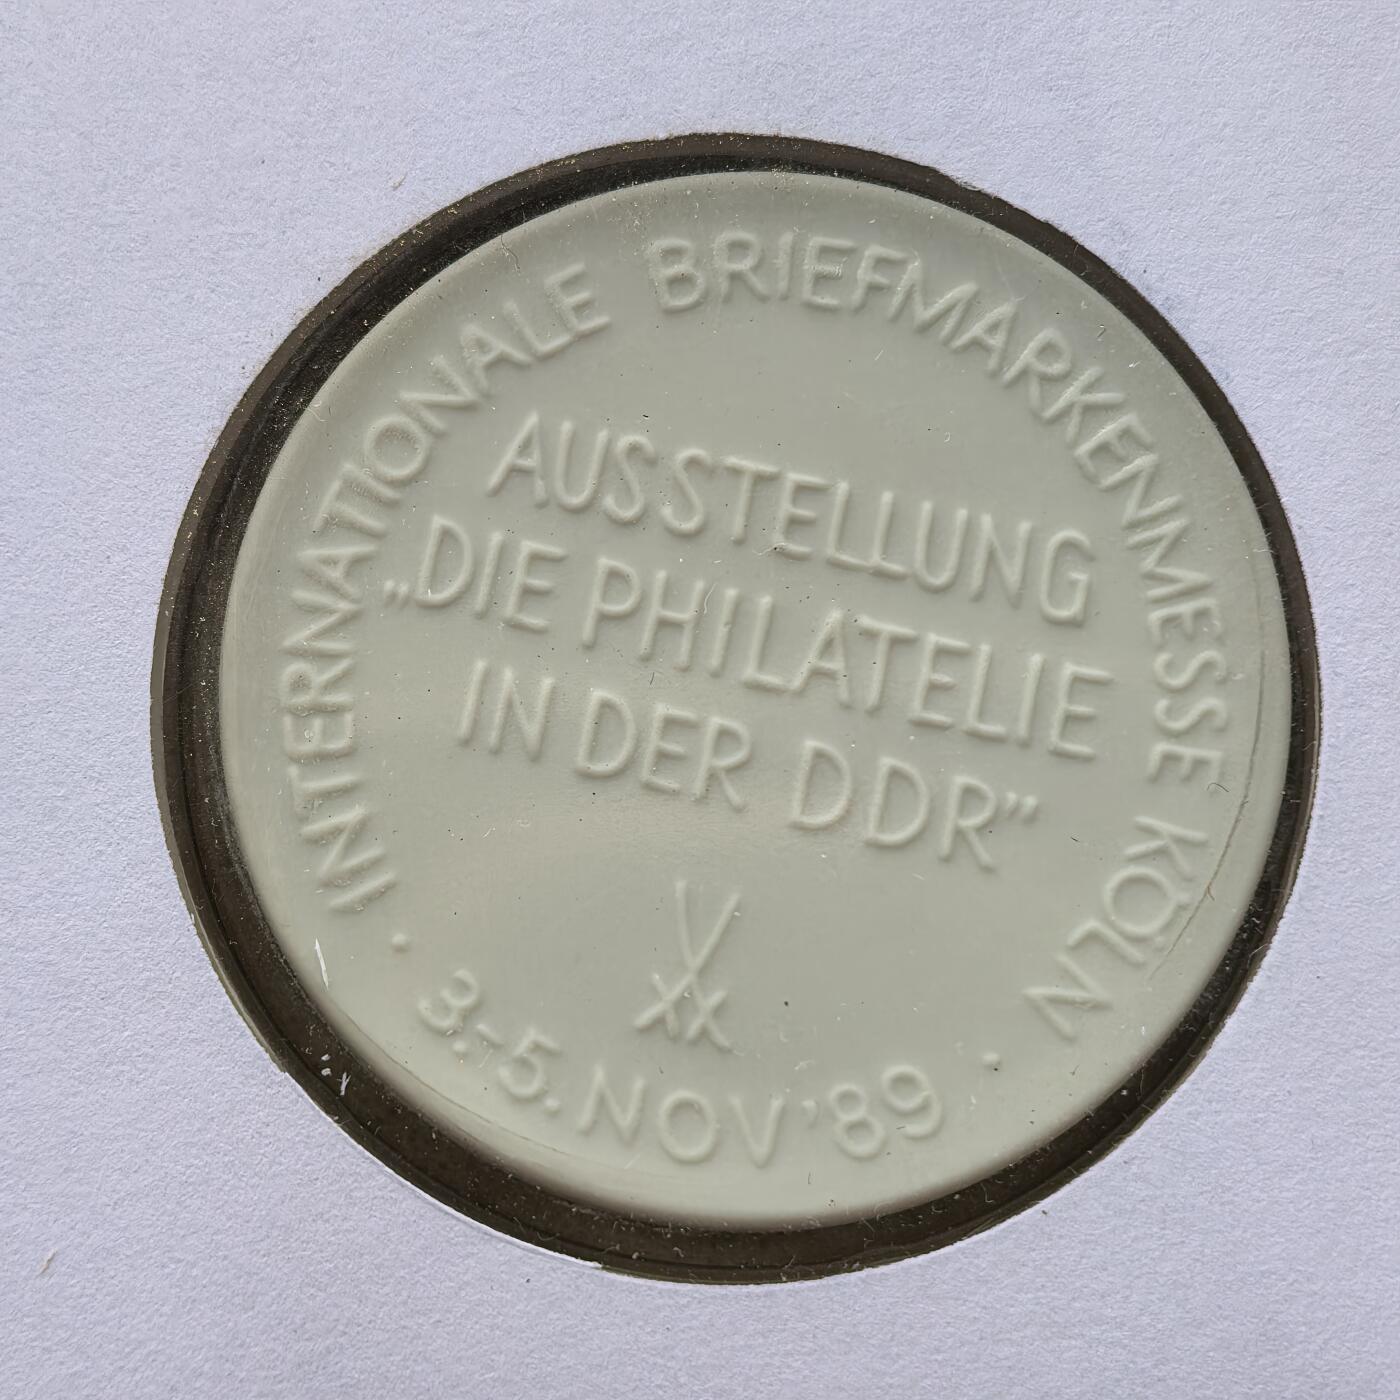 INTERNATIONALE BRIEFMARKENMESSE KÖLN
AUSSTELLUNG
„DIE PHILATELIE
IN DER DDR”
· 3.-5. NOV '89 ·